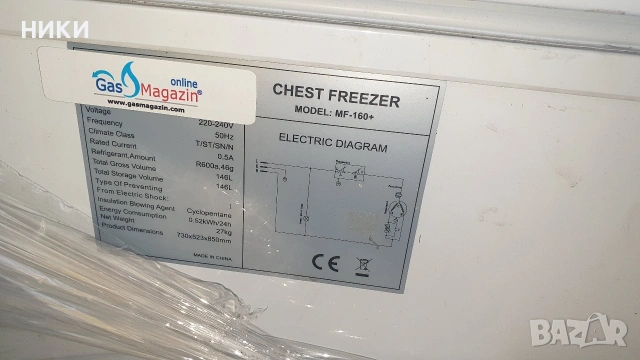 НИКИ
online
Gas Magazin®
www.gasmagazin.com
CHEST FREEZER
MODEL: MF-160+
ELECTRIC DIAGRAM
Voltage
Frequency 220-240V
Climate Class 50Hz
Rated Current T/ST/SN/N
Refrigerant,Amount 0.5A
Total Gross Volume R600a,46g
Total Storage Volume 146L
Type Of Preventing 146L
From Electric Shock: I
Insulation Blowing Agent Cyclopentane
Energy Consumption 0.52kWh/24h
Net Weight 27kg
Product Dimensions 730x523x850mm
MADE IN CHINA
CE
BAZAR